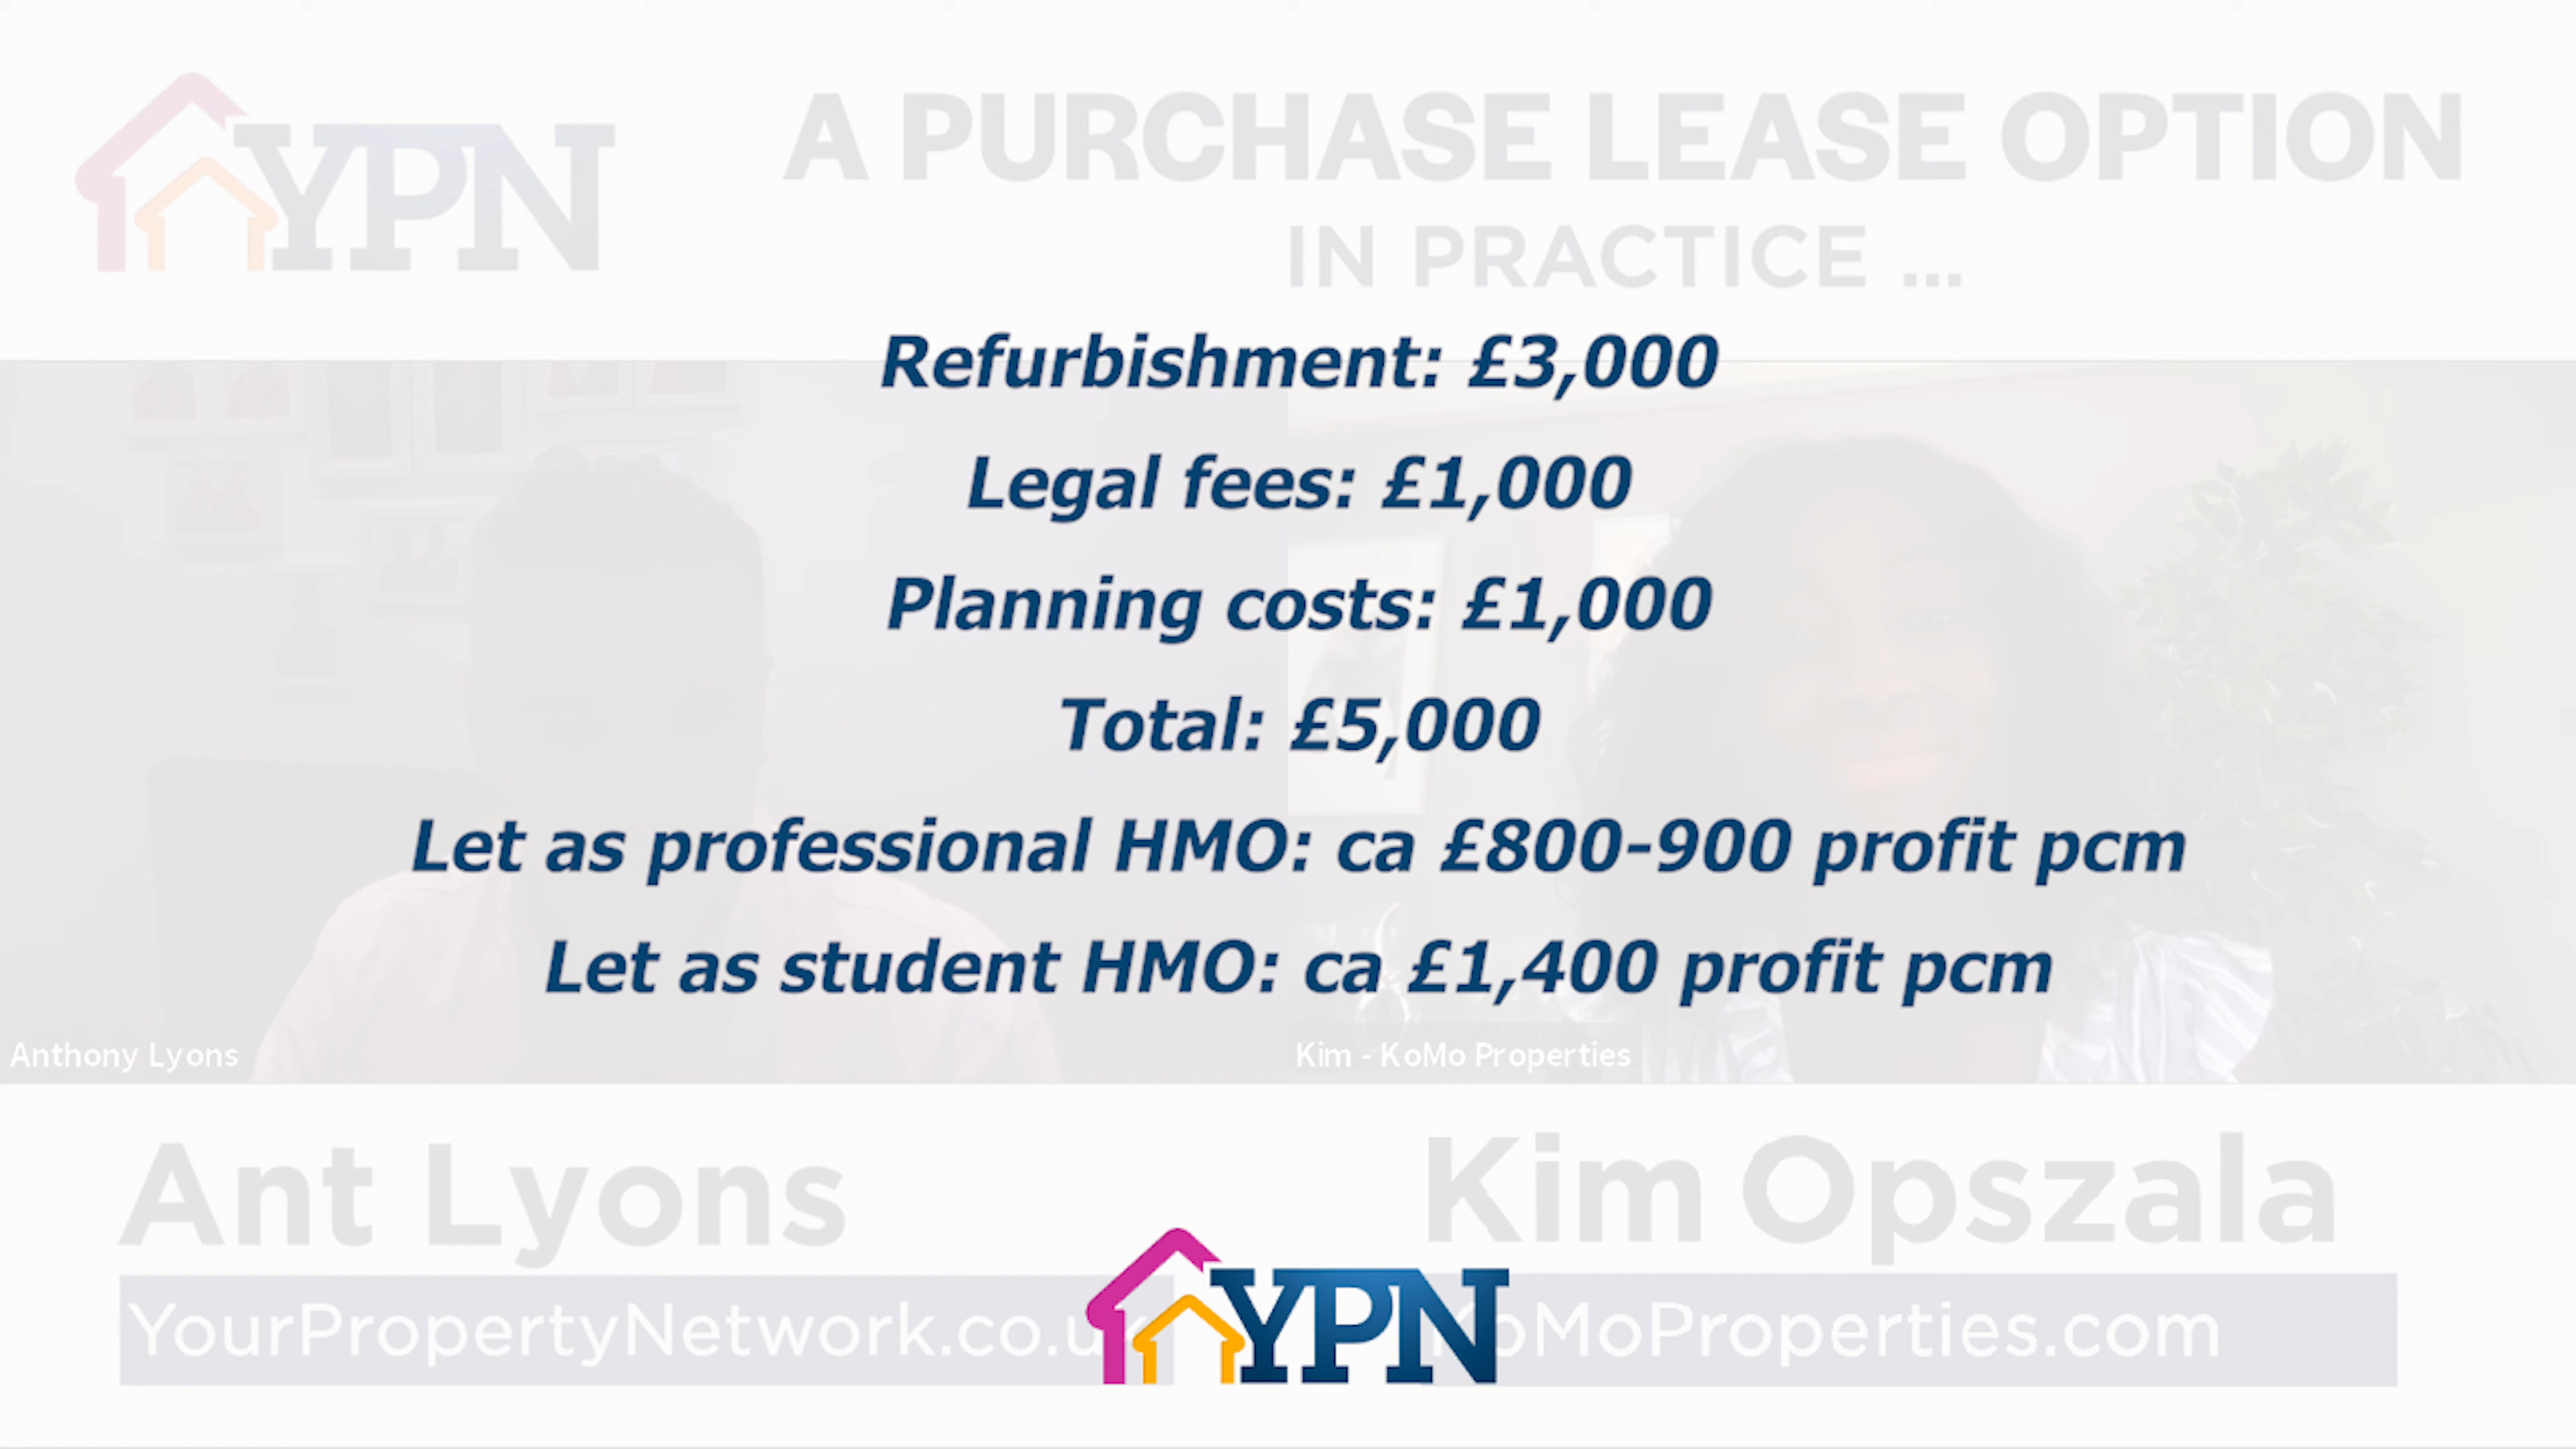 YPN
A PURCHASE LEASE OPTION
IN PRACTICE ...
Refurbishment: £3,000
Legal fees: £1,000
Planning costs: £1,000
Total: £5,000
Let as professional HMO: ca £800-900 profit pcm
Let as student HMO: ca £1,400 profit pcm
Anthony Lyons
Kim - KoMo Properties
Ant Lyons
Kim Opszala
YourPropertyNetwork.co.uk
YPN
KoMoProperties.com